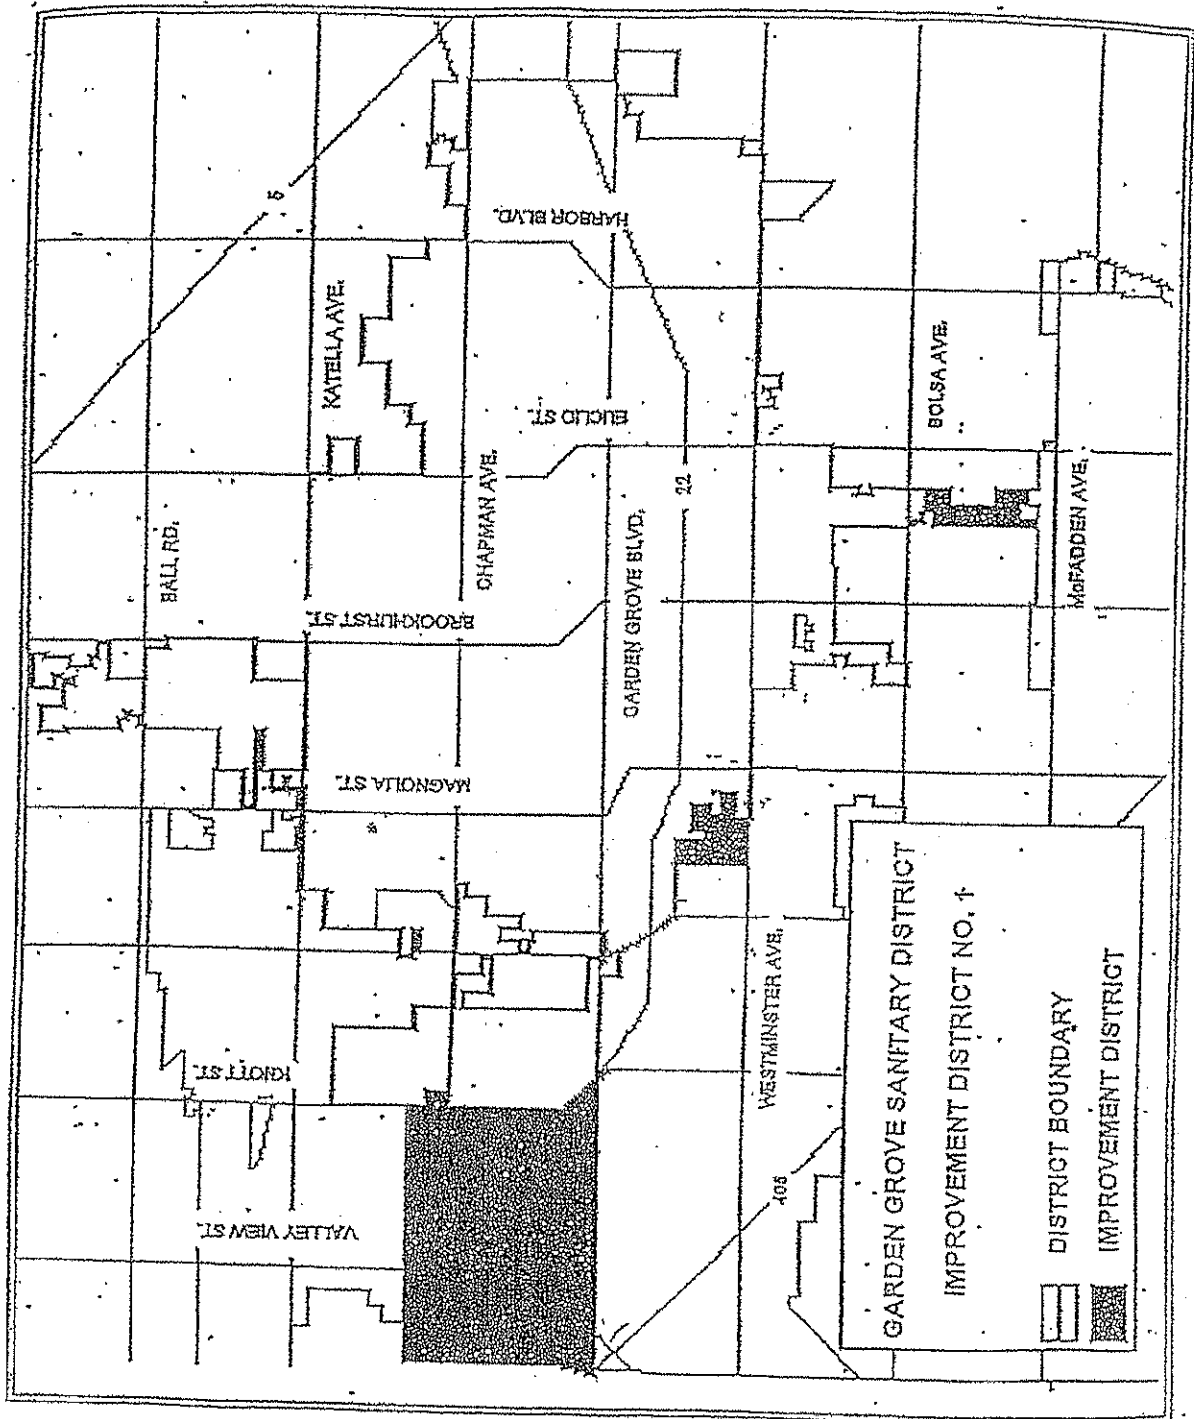 5
HARBOR BLVD.
KATELLA AVE.
BOLSA AVE.
EUCLID ST.
CHAPMAN AVE.
22
BALL RD.
GARDEN GROVE BLVD.
McFADDEN AVE.
BROOKHURST ST.
MAGNOLIA ST.
WESTMINSTER AVE.
KNOTT ST.
405
VALLEY VIEW ST.
GARDEN GROVE SANITARY DISTRICT
IMPROVEMENT DISTRICT NO. 1
DISTRICT BOUNDARY
IMPROVEMENT DISTRICT